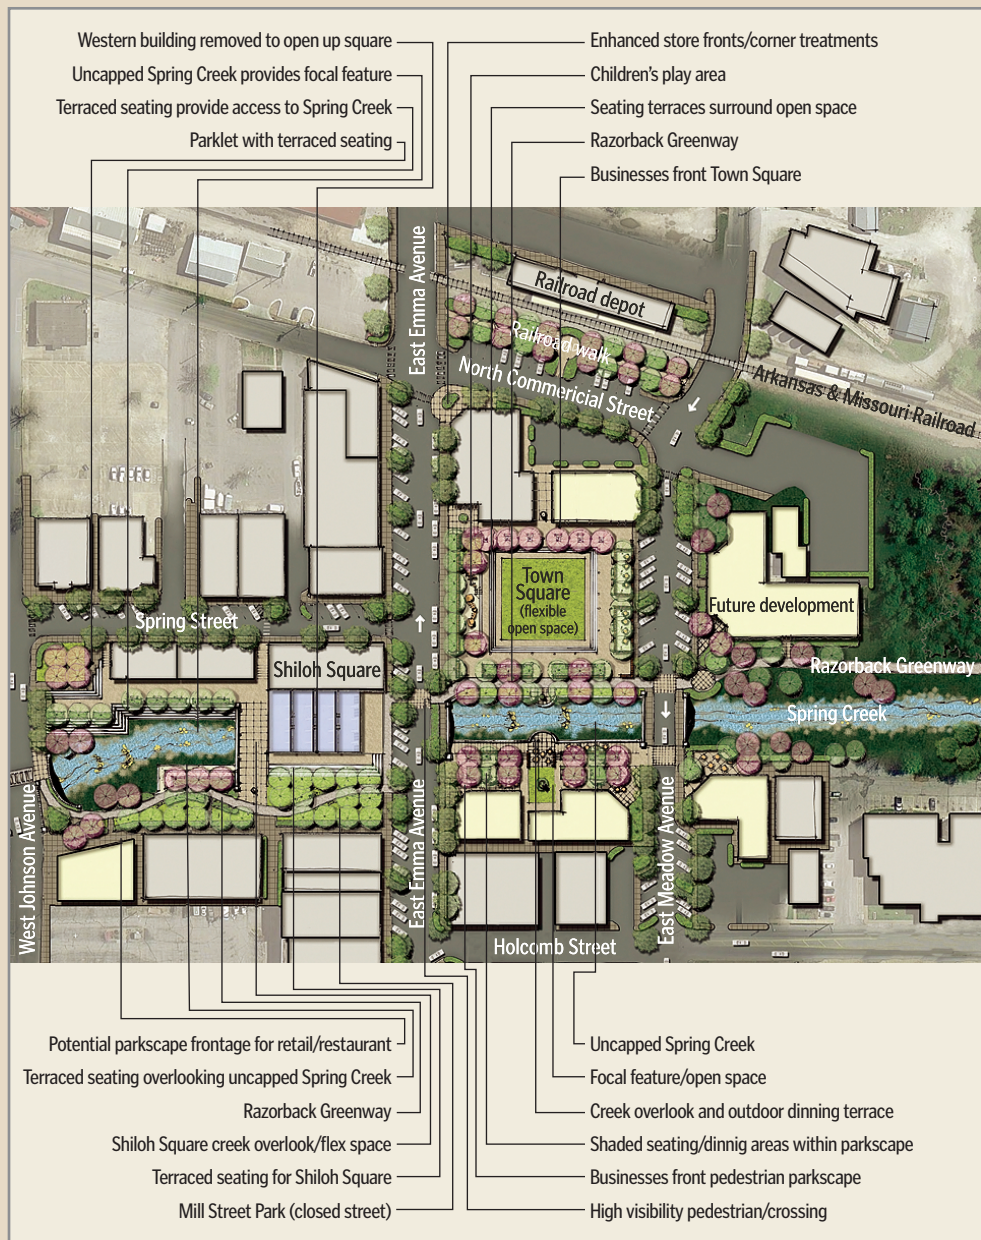 Western building removed to open up square
Uncapped Spring Creek provides focal feature
Terraced seating provide access to Spring Creek
Parklet with terraced seating
Enhanced store fronts/corner treatments
Children's play area
Seating terraces surround open space
Razorback Greenway
Businesses front Town Square
East Emma Avenue
Railroad depot
Railroad walk
North Commericial Street
Arkansas & Missouri Railroad
Town
Square
(flexible
open space)
Future development
Spring Street
Shiloh Square
Razorback Greenway
Spring Creek
West Johnson Avenue
East Emma Avenue
East Meadow Avenue
Holcomb Street
Potential parkscape frontage for retail/restaurant
Terraced seating overlooking uncapped Spring Creek
Razorback Greenway
Shiloh Square creek overlook/flex space
Terraced seating for Shiloh Square
Mill Street Park (closed street)
Uncapped Spring Creek
Focal feature/open space
Creek overlook and outdoor dinning terrace
Shaded seating/dinnig areas within parkscape
Businesses front pedestrian parkscape
High visibility pedestrian/crossing